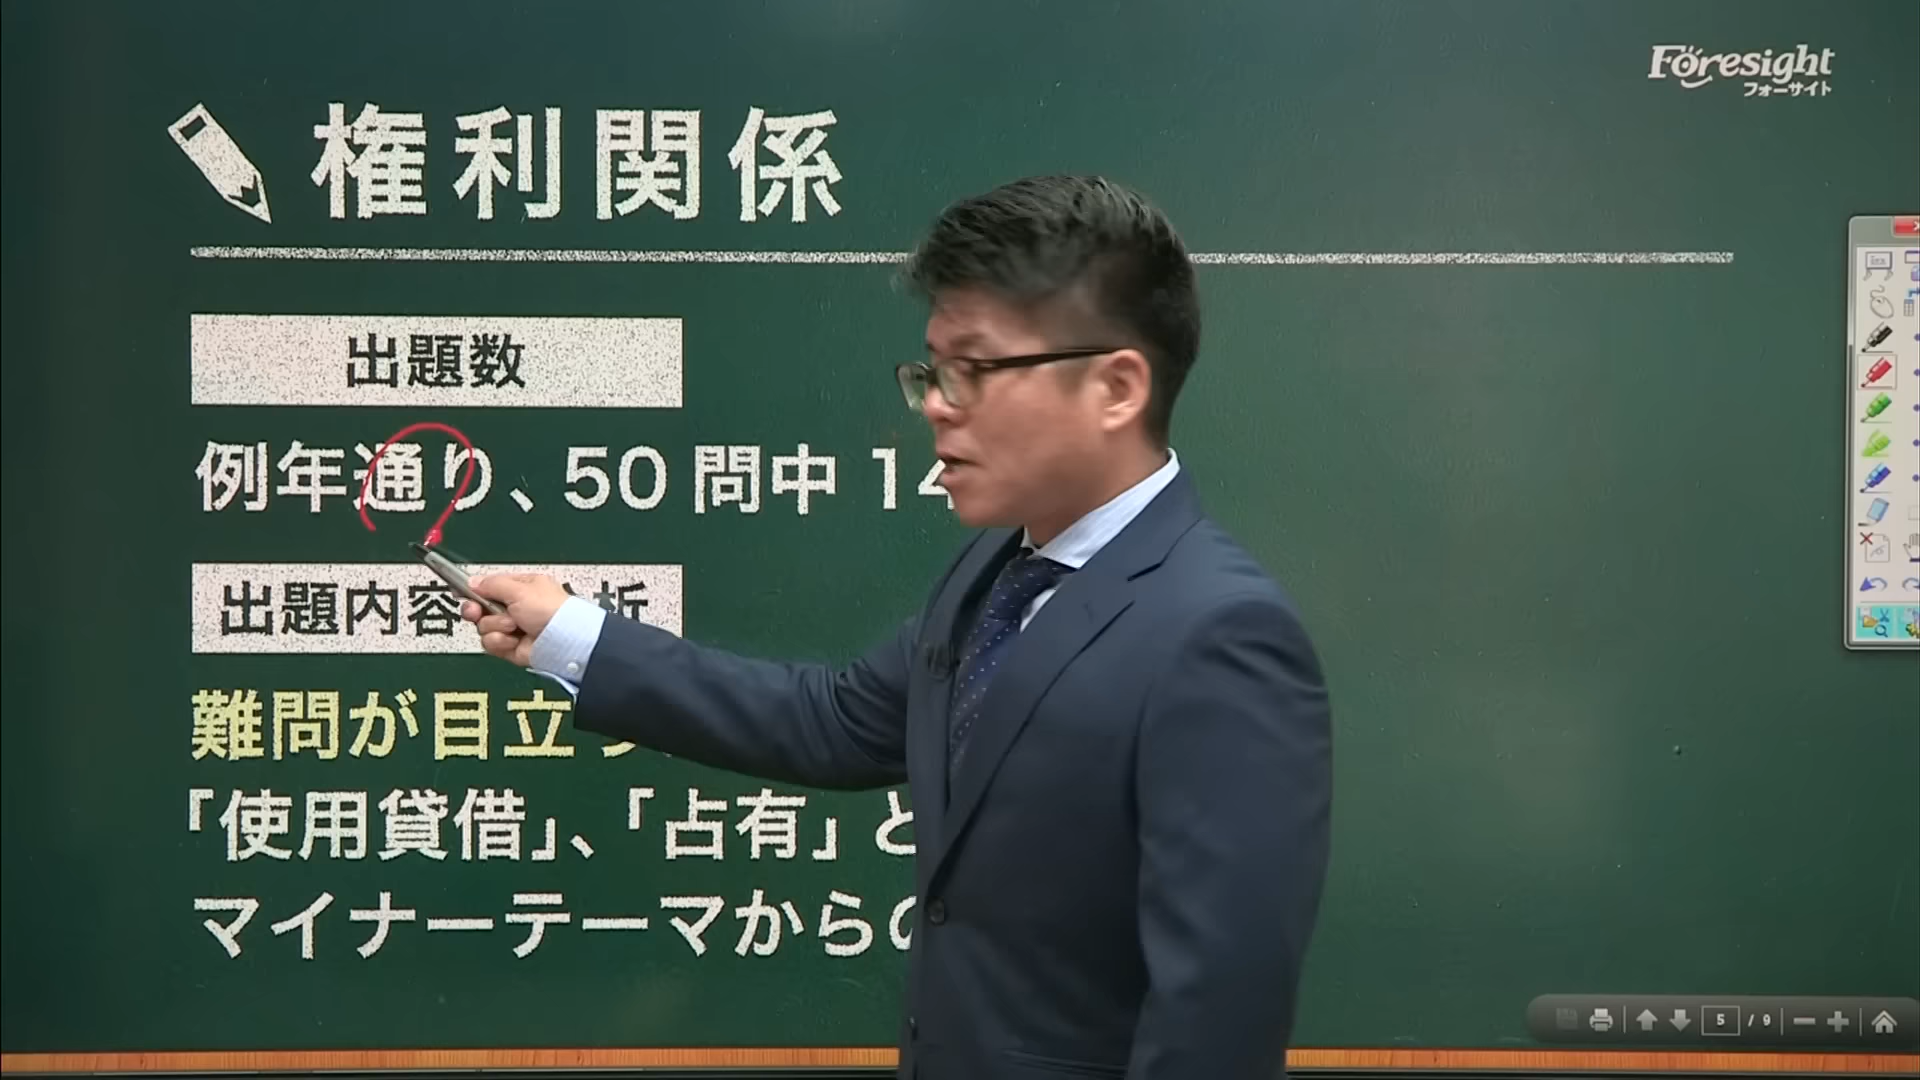 Foresight
フォーサイト
権利関係
出題数
例年通り、50問中14
出題内容
難問が目立つ
「使用貸借」、「占有」と
マイナーテーマから
5 / 9